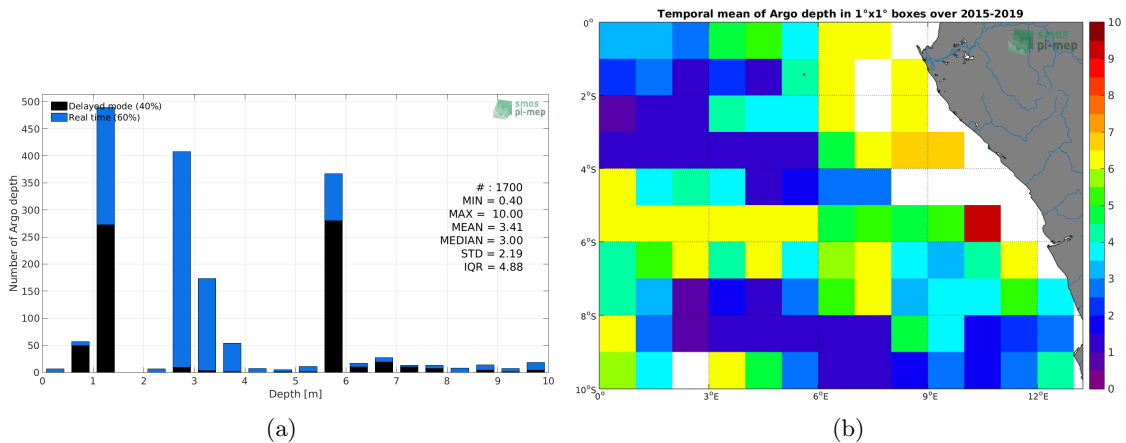 Temporal mean of Argo depth in 1°x1° boxes over 2015-2019
Delayed mode (40%)
Real time (60%)
smos
pi-mep
# : 1700
MIN = 0.40
MAX = 10.00
MEAN = 3.41
MEDIAN = 3.00
STD = 2.19
IQR = 4.88
Number of Argo depth
500
450
400
350
300
250
200
150
100
50
0
0 1 2 3 4 5 6 7 8 9 10
Depth [m]
(a)
smos
pi-mep
0°
2°S
4°S
6°S
8°S
10°S
0° 3°E 6°E 9°E 12°E
10
9
8
7
6
5
4
3
2
1
0
(b)